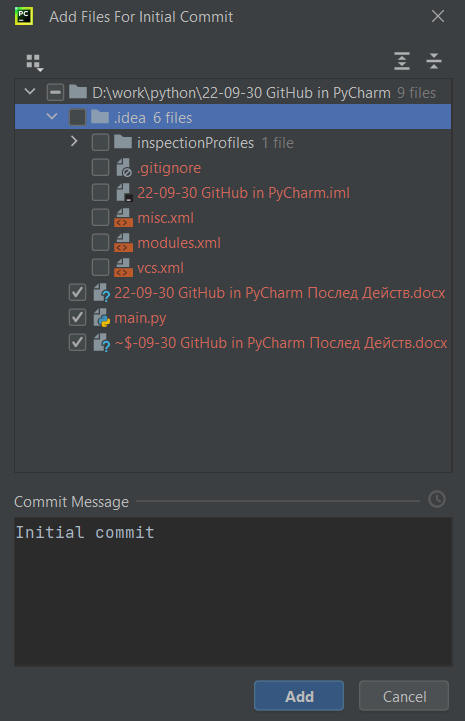 PC
Add Files For Initial Commit
D:\work\python\22-09-30 GitHub in PyCharm 9 files
.idea 6 files
inspectionProfiles 1 file
.gitignore
22-09-30 GitHub in PyCharm.iml
misc.xml
modules.xml
vcs.xml
22-09-30 GitHub in PyCharm Послед Действ.docx
main.py
~$-09-30 GitHub in PyCharm Послед Действ.docx
Commit Message
Initial commit
Add Cancel